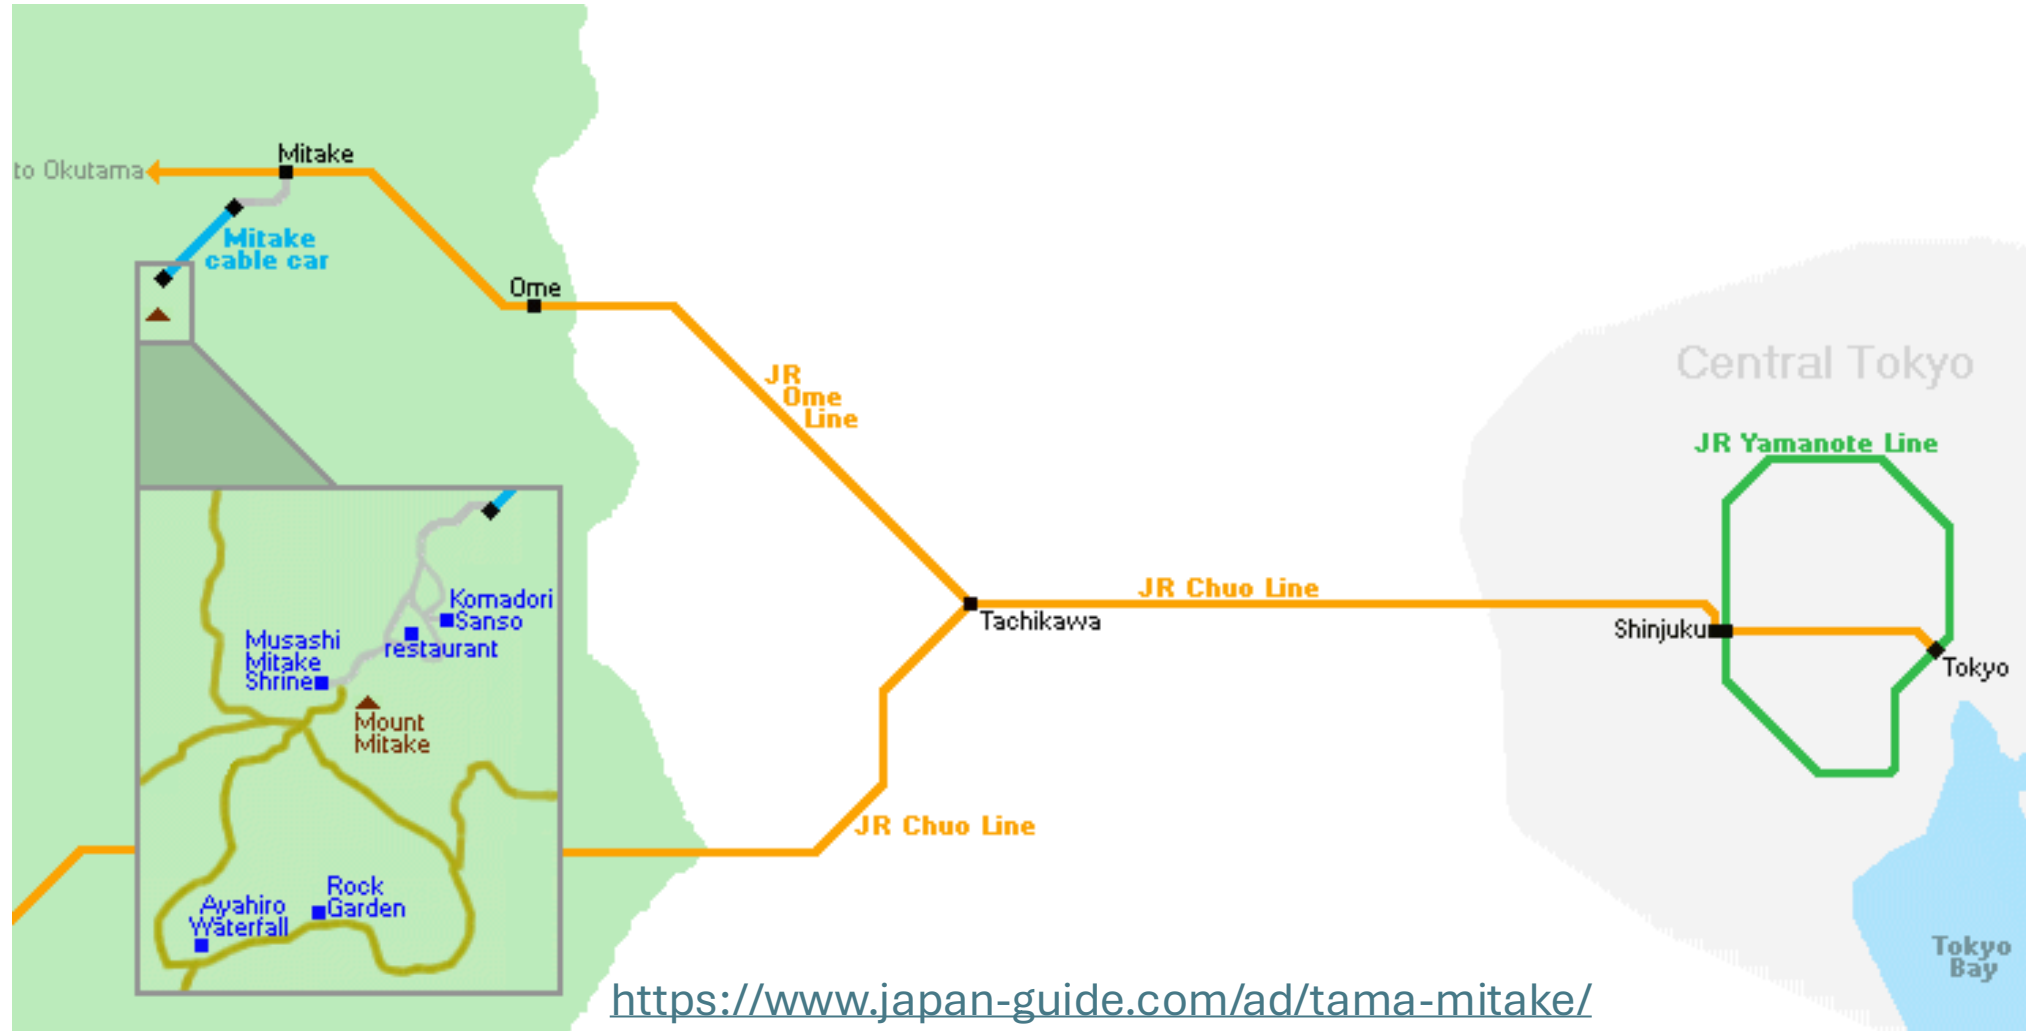 Mitake
to Okutama
Mitake
cable car
Ome
JR
Ome
Line
Central Tokyo
JR Yamanote Line
JR Chuo Line
Tachikawa
Shinjuku
Tokyo
Komadori
Sanso
restaurant
Musashi
Mitake
Shrine
Mount
Mitake
JR Chuo Line
Rock
Garden
Ayahiro
Waterfall
Tokyo
Bay
https://www.japan-guide.com/ad/tama-mitake/